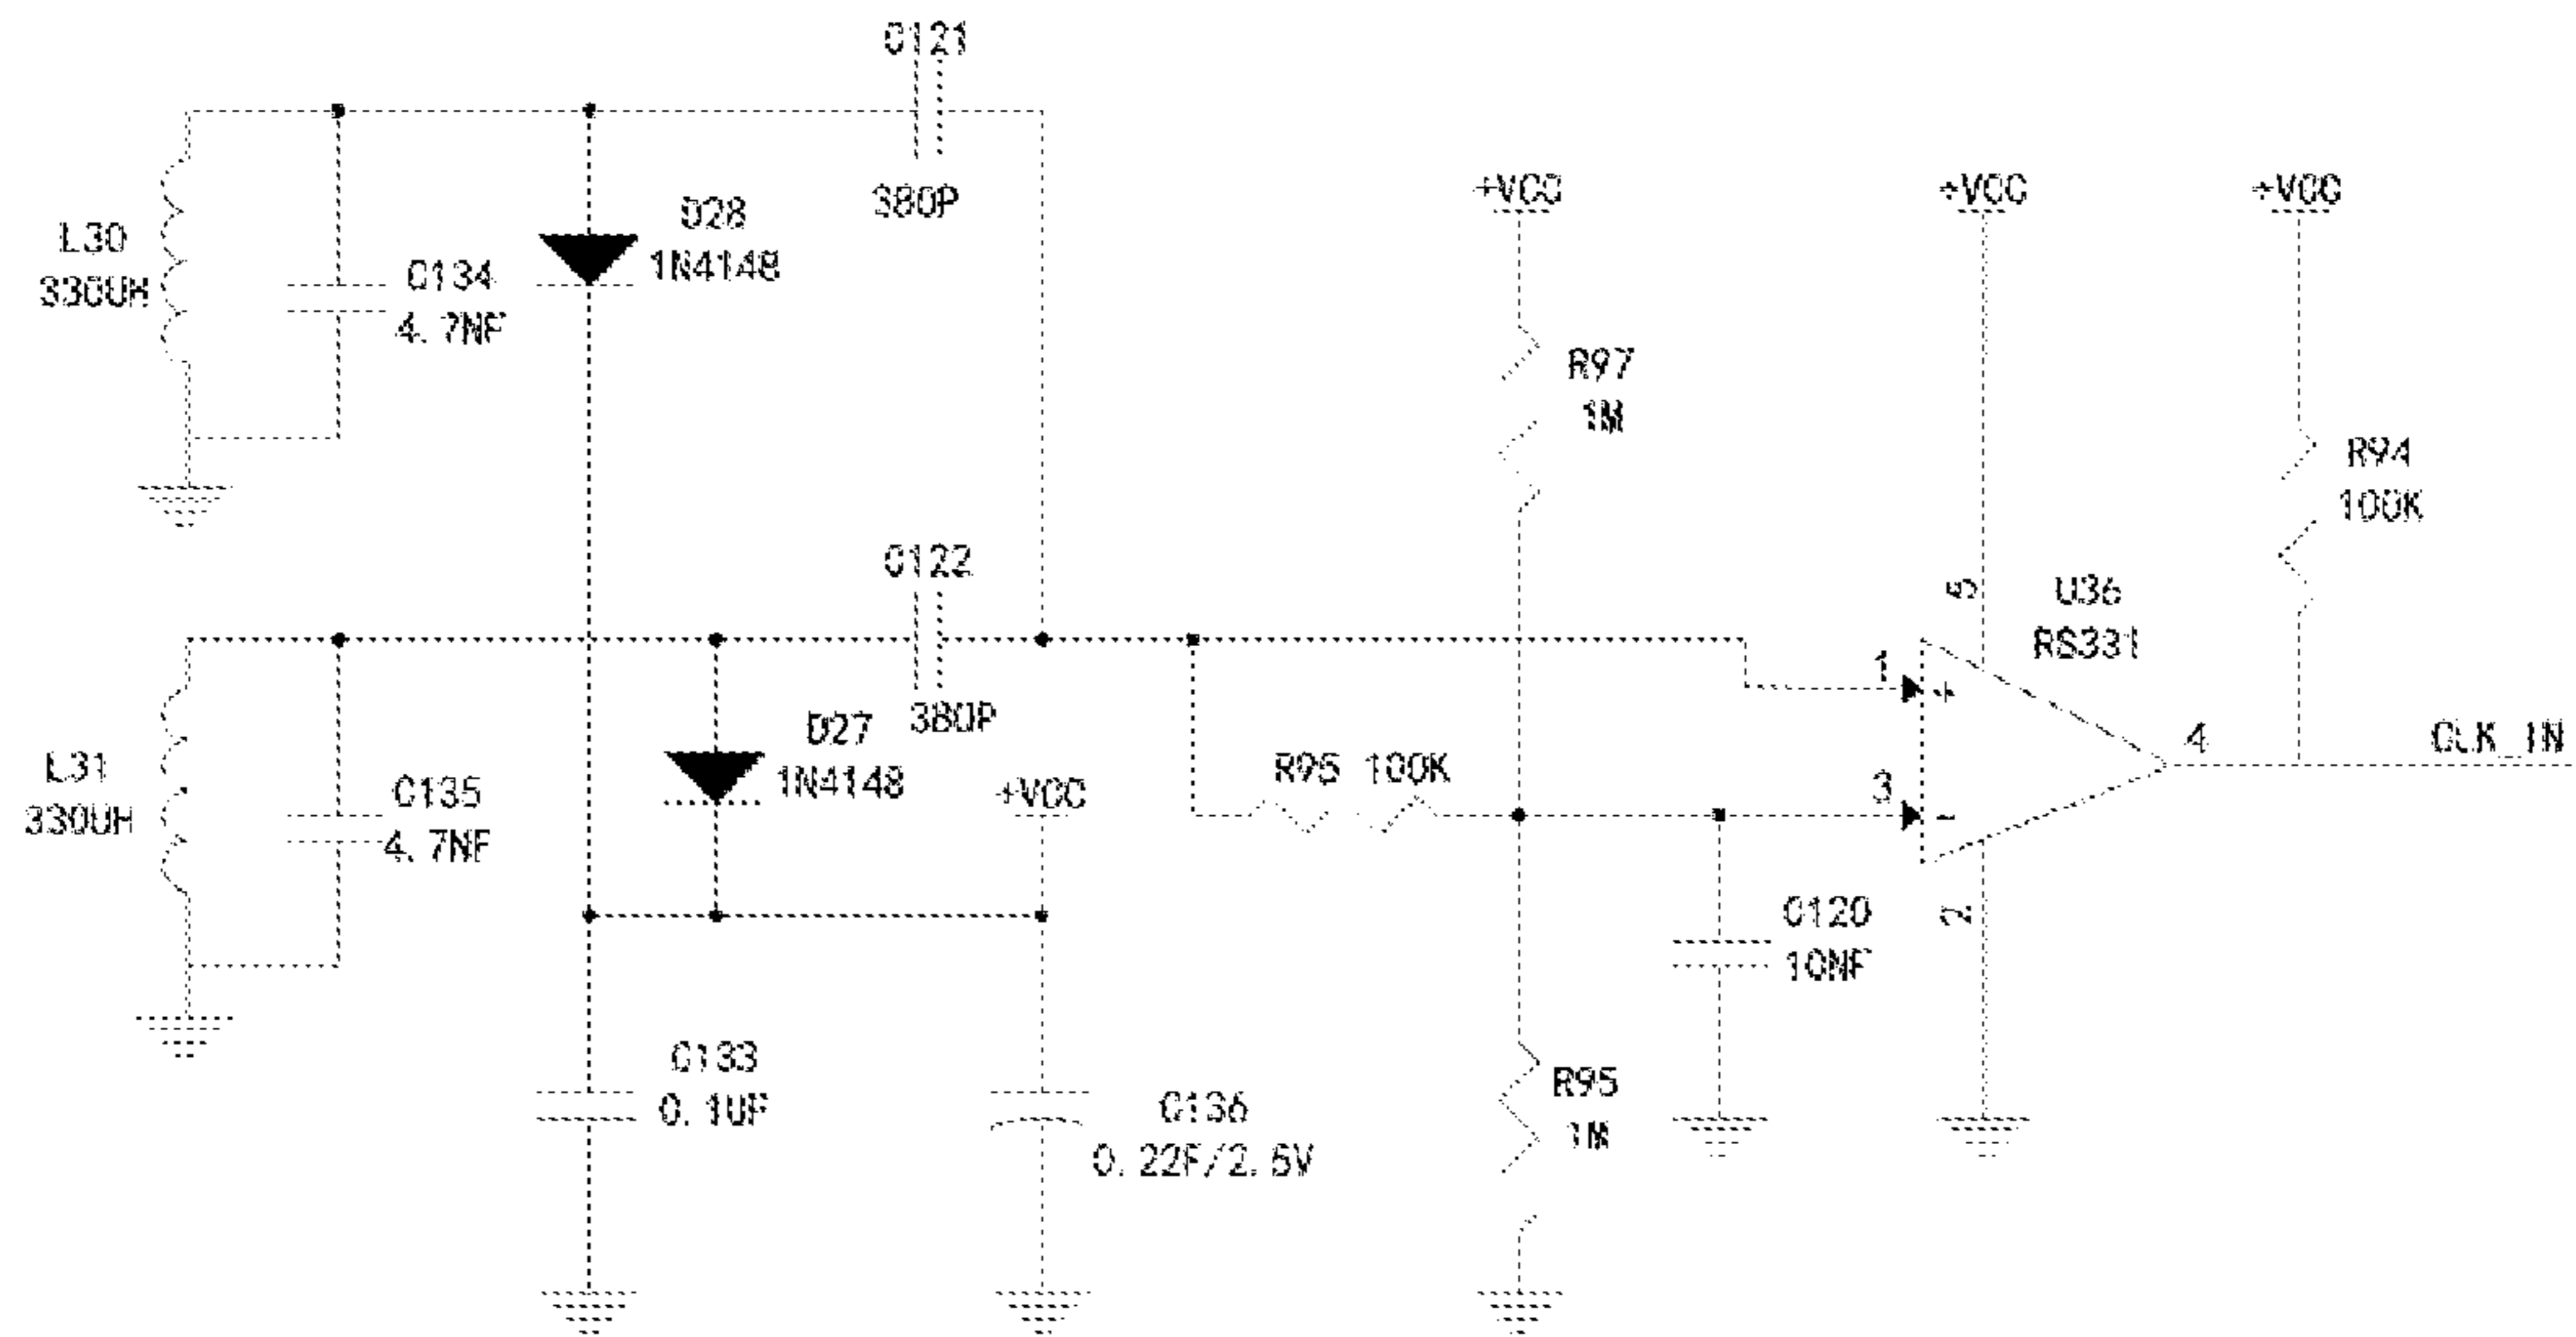 C121
380P
+VCC
+VCC
+VCC
L30
330UH
C134
4.7NF
D28
1N4148
R97
1M
R94
100K
C122
380P
U36
RS331
5
1
+
L31
330UH
C135
4.7NF
D27
1N4148
+VCC
R95 100K
3
-
4
CLK_IN
2
C120
10NF
C133
0.1UF
C136
0.22F/2.5V
R95
1M